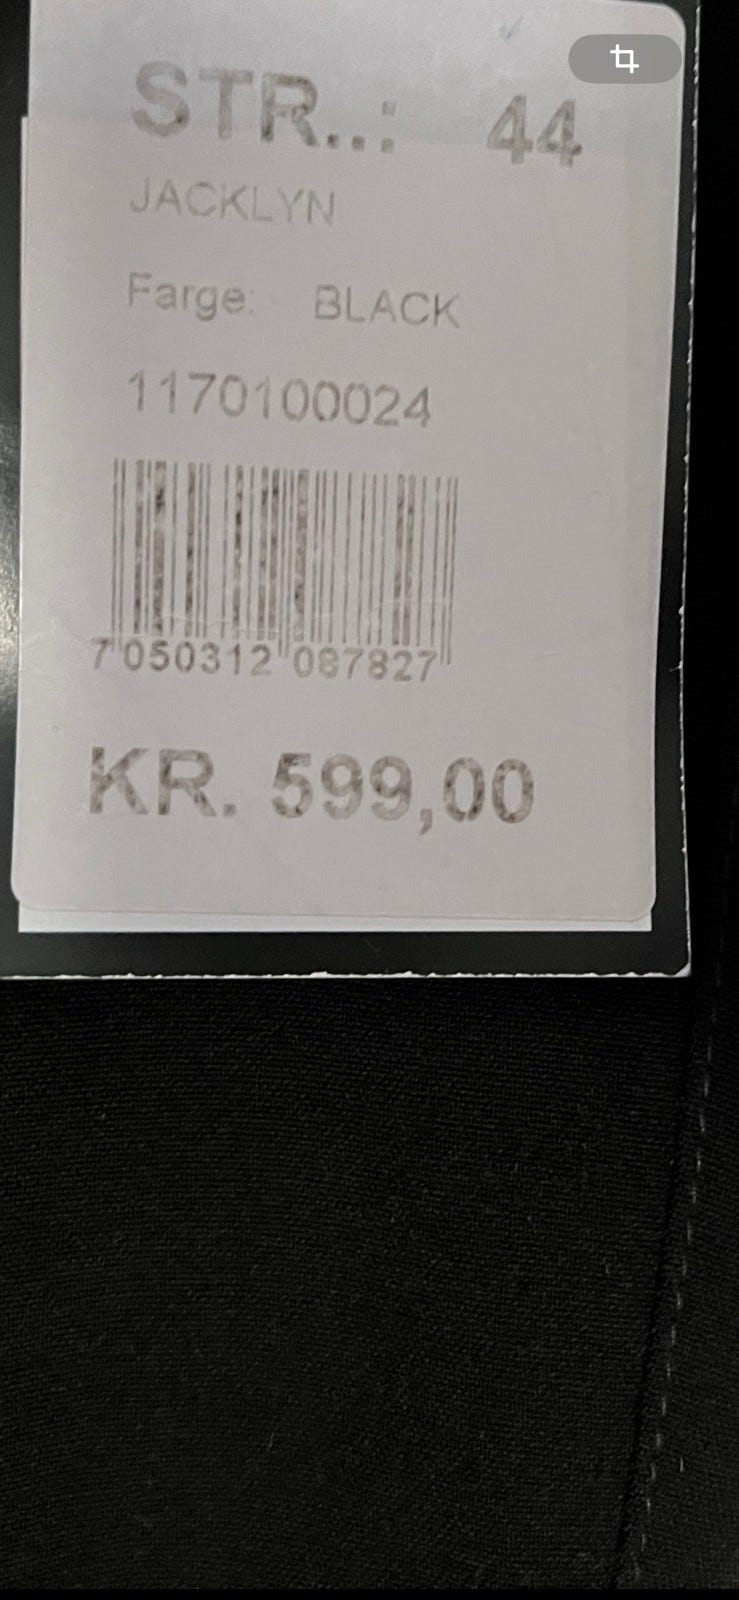 STR..: 44
JACKLYN
Farge: BLACK
1170100024
7 050312 087827
KR. 599,00